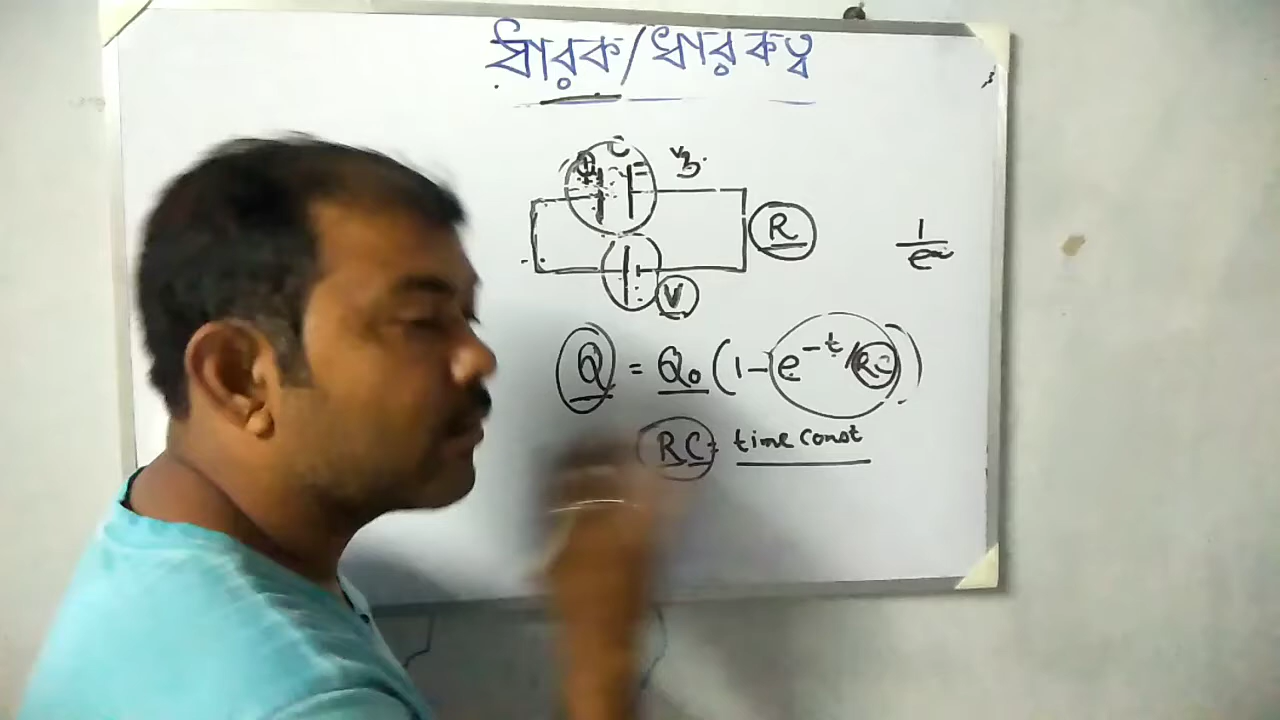 ধারক/ধারকত্ব
C
R
V
1/e^∞
Q = Q₀ (1 - e^-t/RC)
RC = time const